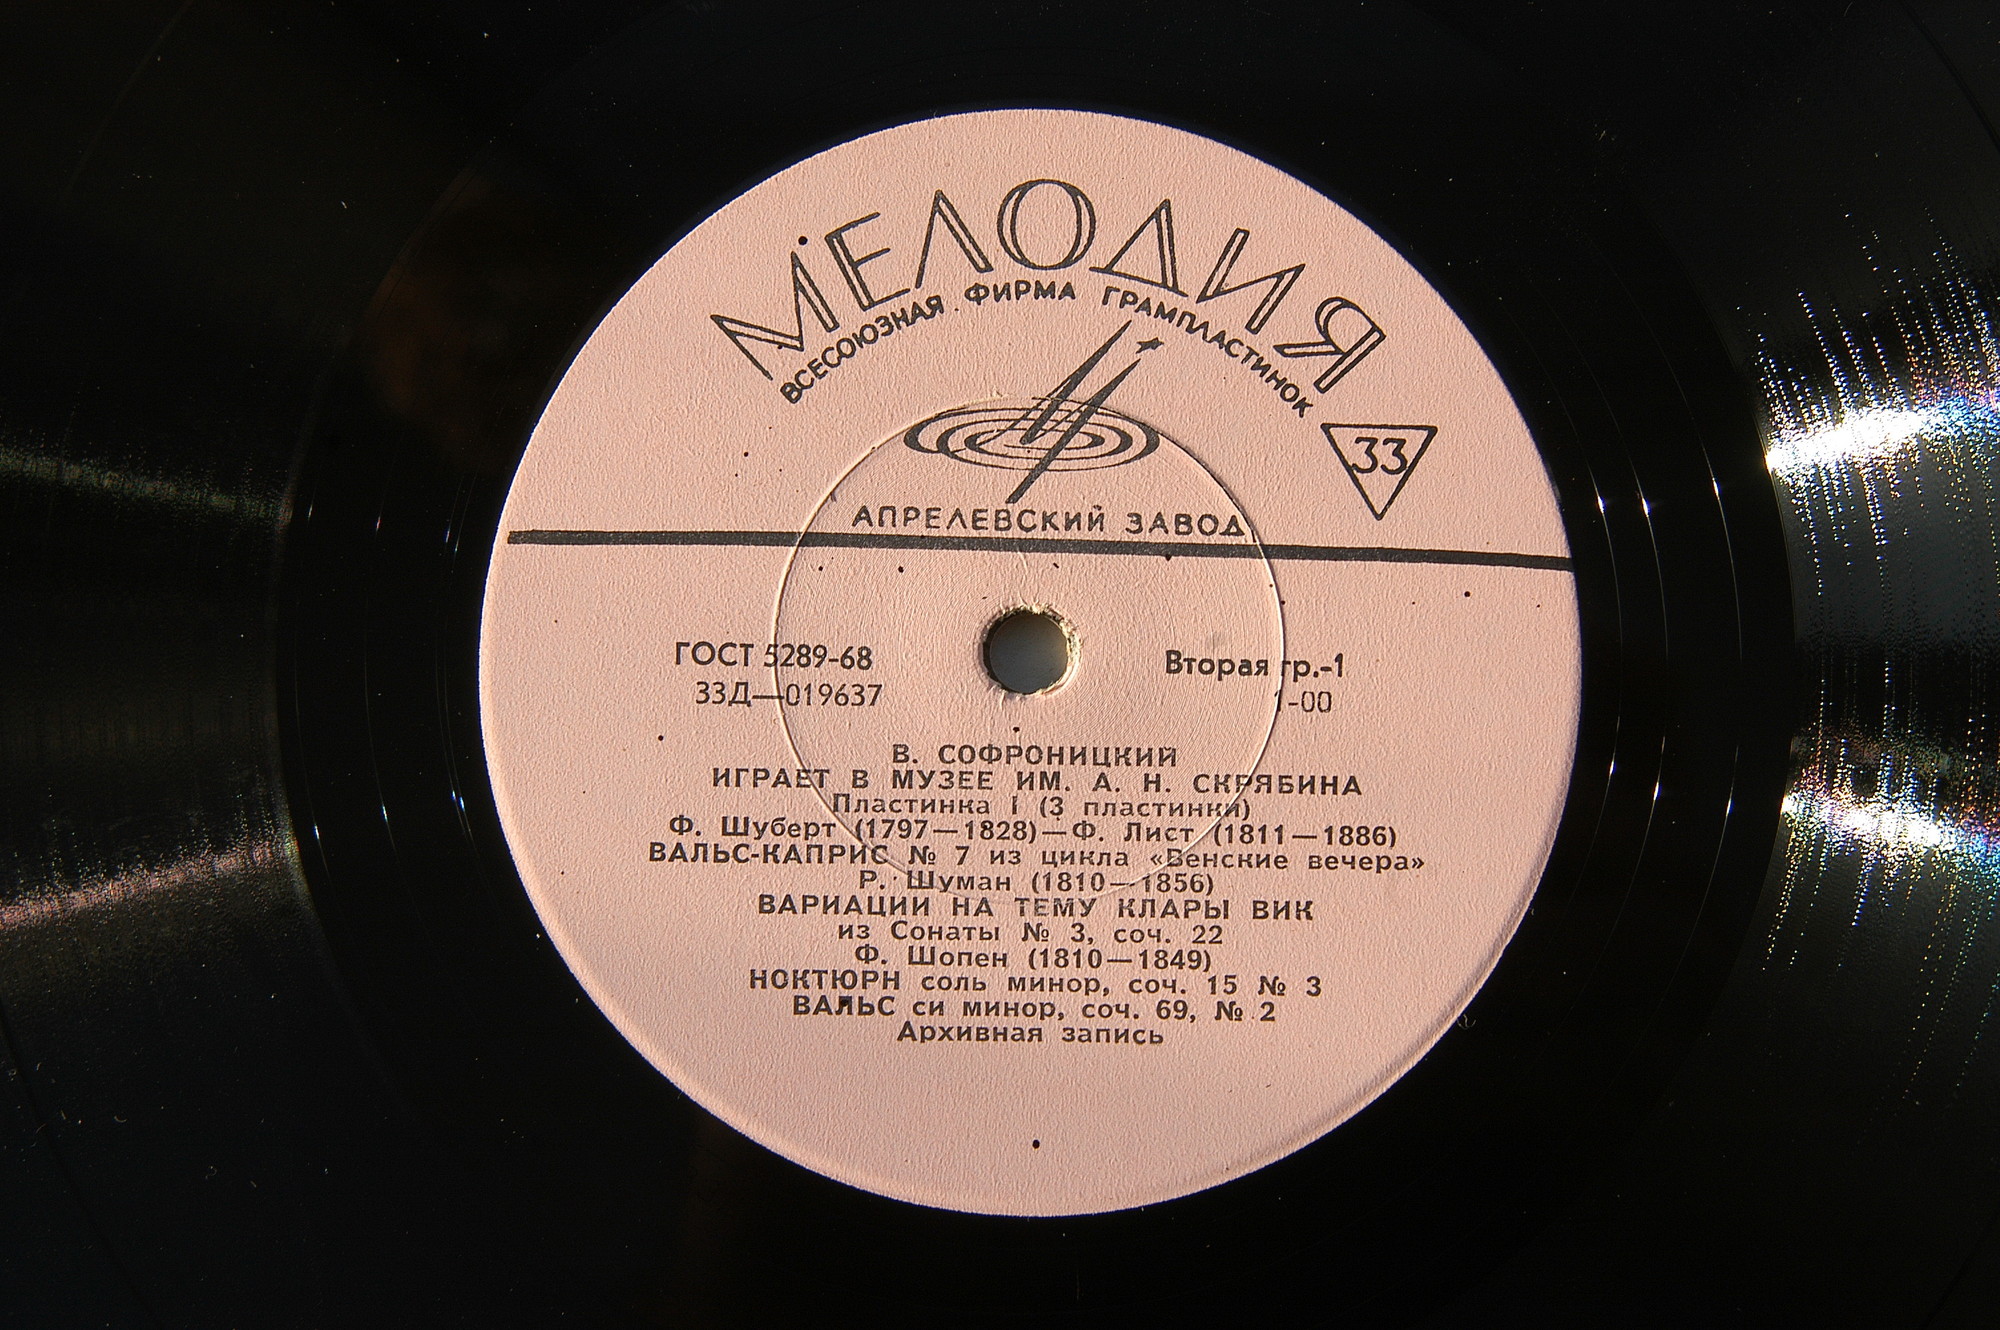 МЕЛОДИЯ
ВСЕСОЮЗНАЯ ФИРМА ГРАМПЛАСТИНОК
33
АПРЕЛЕВСКИЙ ЗАВОД
ГОСТ 5289-68
Вторая гр.-1
33Д—019637
1-00
В. СОФРОНИЦКИЙ
ИГРАЕТ В МУЗЕЕ ИМ. А. Н. СКРЯБИНА
Пластинка I (3 пластинки)
Ф. Шуберт (1797—1828)—Ф. Лист (1811—1886)
ВАЛЬС-КАПРИС № 7 из цикла «Венские вечера»
Р. Шуман (1810—1856)
ВАРИАЦИИ НА ТЕМУ КЛАРЫ ВИК
из Сонаты № 3, соч. 22
Ф. Шопен (1810—1849)
НОКТЮРН соль минор, соч. 15 № 3
ВАЛЬС си минор, соч. 69, № 2
Архивная запись